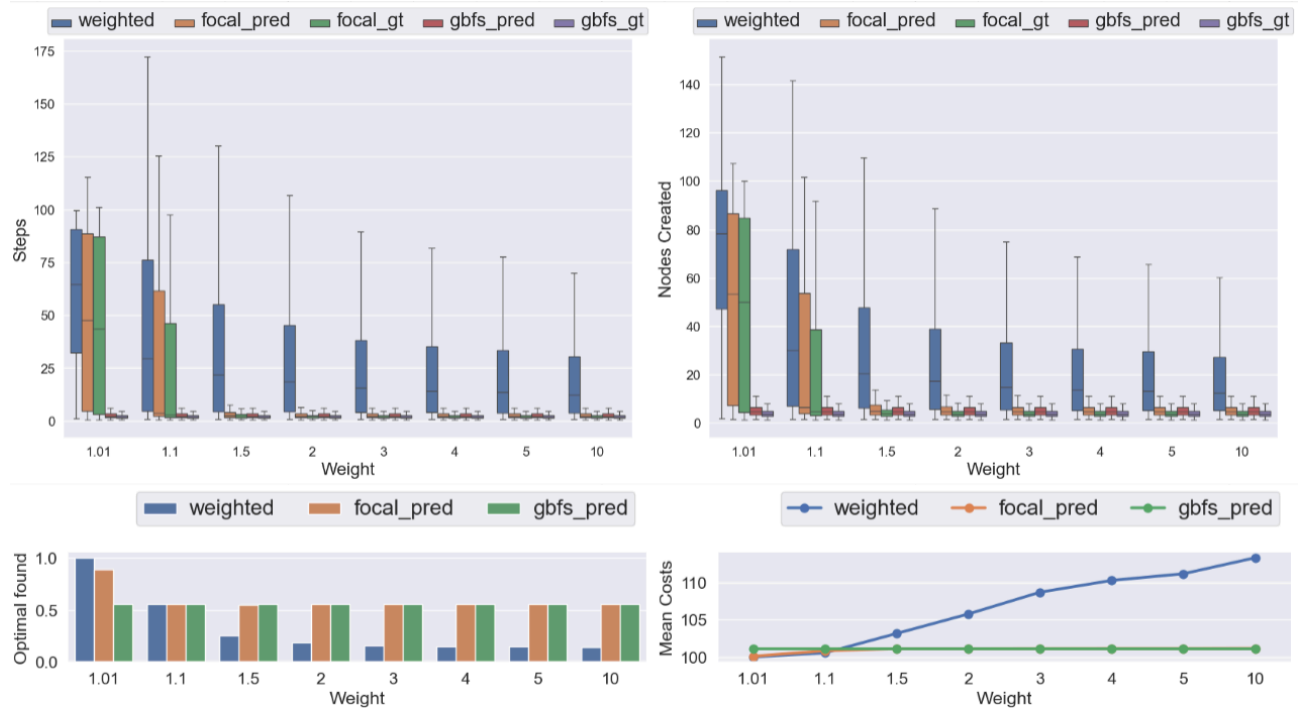 weighted focal_pred focal_gt gbfs_pred gbfs_gt
175
150
125
100
75
50
25
0
Steps
1.01 1.1 1.5 2 3 4 5 10
Weight
weighted focal_pred focal_gt gbfs_pred gbfs_gt
140
120
100
80
60
40
20
0
Nodes Created
1.01 1.1 1.5 2 3 4 5 10
Weight
weighted focal_pred gbfs_pred
1.0
0.5
0.0
Optimal found
1.01 1.1 1.5 2 3 4 5 10
Weight
weighted focal_pred gbfs_pred
110
105
100
Mean Costs
1.01 1.1 1.5 2 3 4 5 10
Weight